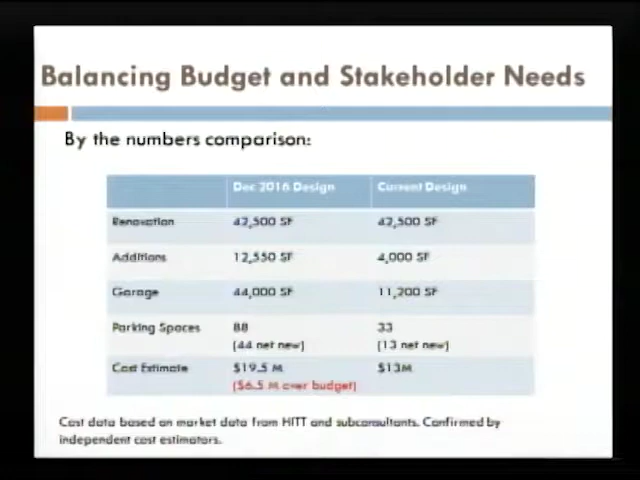 Balancing Budget and Stakeholder Needs
By the numbers comparison:
Dec 2016 Design Current Design
Renovation 42,500 SF 42,500 SF
Additions 12,550 SF 4,000 SF
Garage 44,000 SF 11,200 SF
Parking Spaces 88 33
(44 net new) (13 net new)
Cost Estimate $19.5 M $13M
($6.5 M over budget)
Cost data based on market data from HITT and subconsultants. Confirmed by
independent cost estimators.